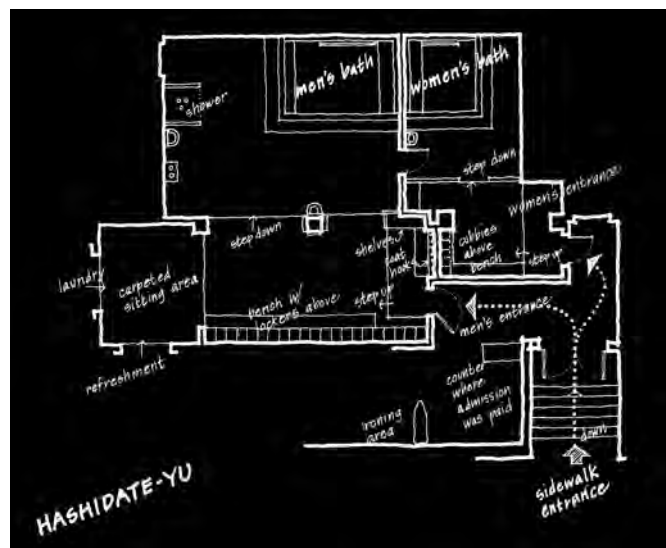 men's bath
women's bath
shower
step down
women's entrance
step down
shelves
coat
hooks
cubbies
above
bench
step up
laundry
carpeted
sitting area
bench w/
lockers above
step up
men's entrance
refreshment
counter
where
admission
was paid
ironing
area
down
sidewalk
entrance
HASHIDATE-YU